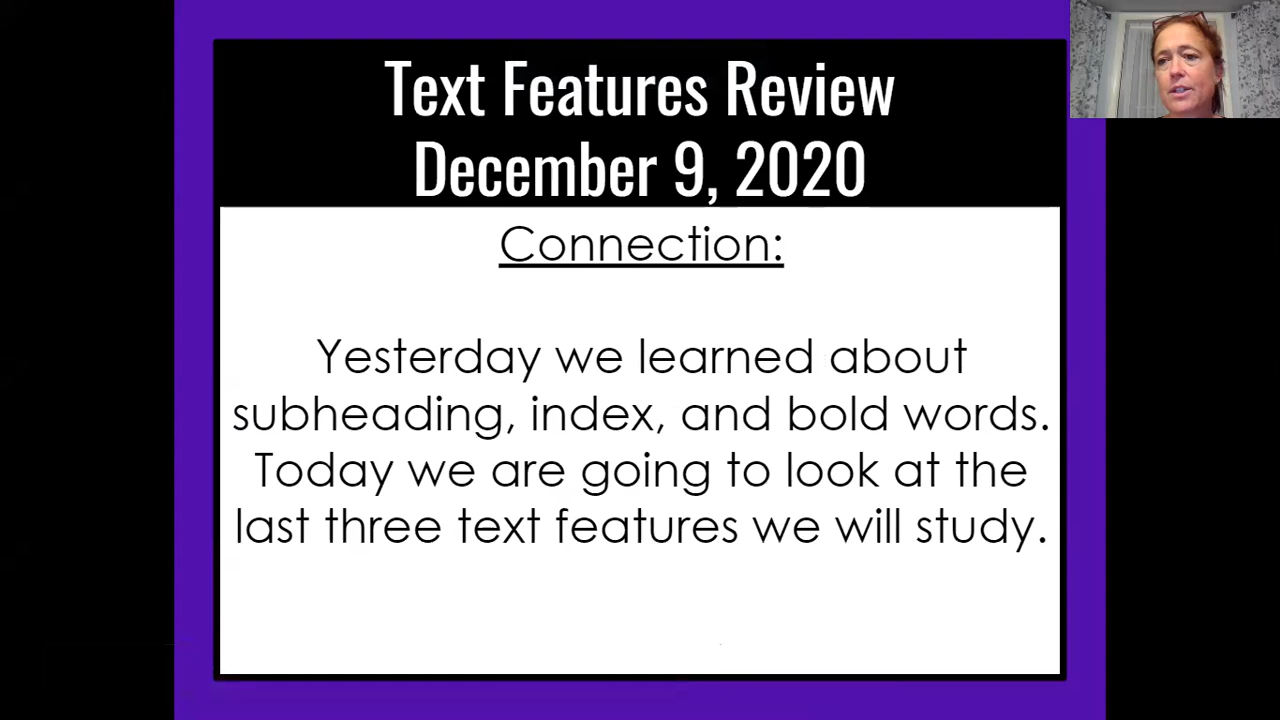 Text Features Review
December 9, 2020
Connection:
Yesterday we learned about
subheading, index, and bold words.
Today we are going to look at the
last three text features we will study.